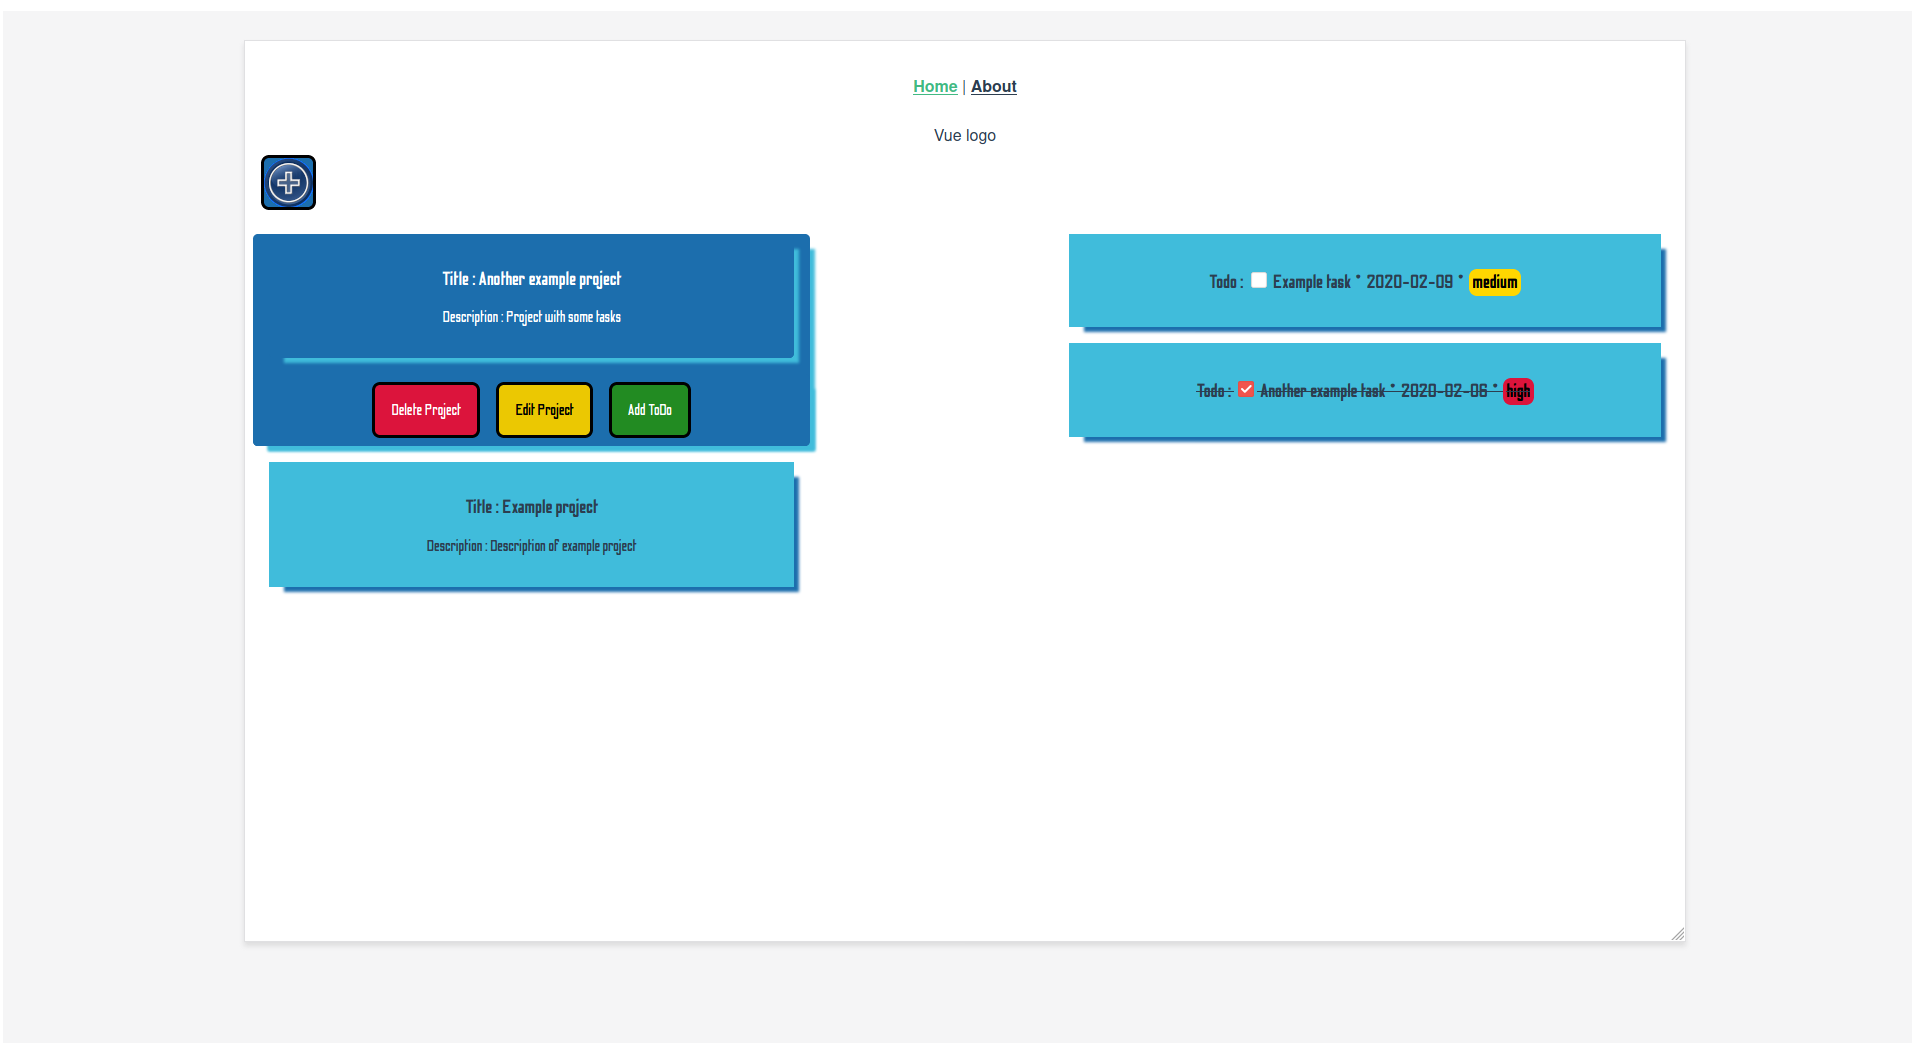 Home | About
Vue logo
Title : Another example project
Description : Project with some tasks
Delete Project
Edit Project
Add ToDo
Title : Example project
Description : Description of example project
Todo : Example task * 2020-02-09 * medium
Todo : Another example task * 2020-02-06 * high